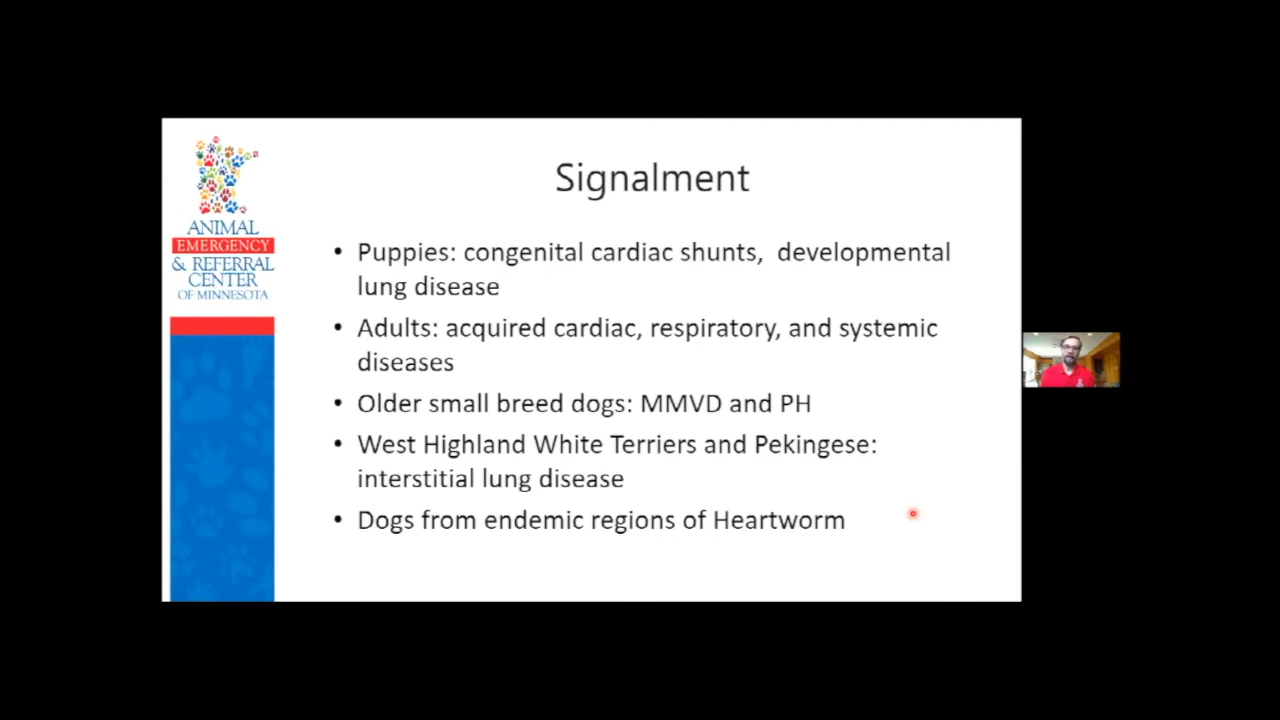 ANIMAL
EMERGENCY
& REFERRAL
CENTER
OF MINNESOTA
Signalment
• Puppies: congenital cardiac shunts,  developmental
lung disease
• Adults: acquired cardiac, respiratory, and systemic
diseases
• Older small breed dogs: MMVD and PH
• West Highland White Terriers and Pekingese:
interstitial lung disease
• Dogs from endemic regions of Heartworm